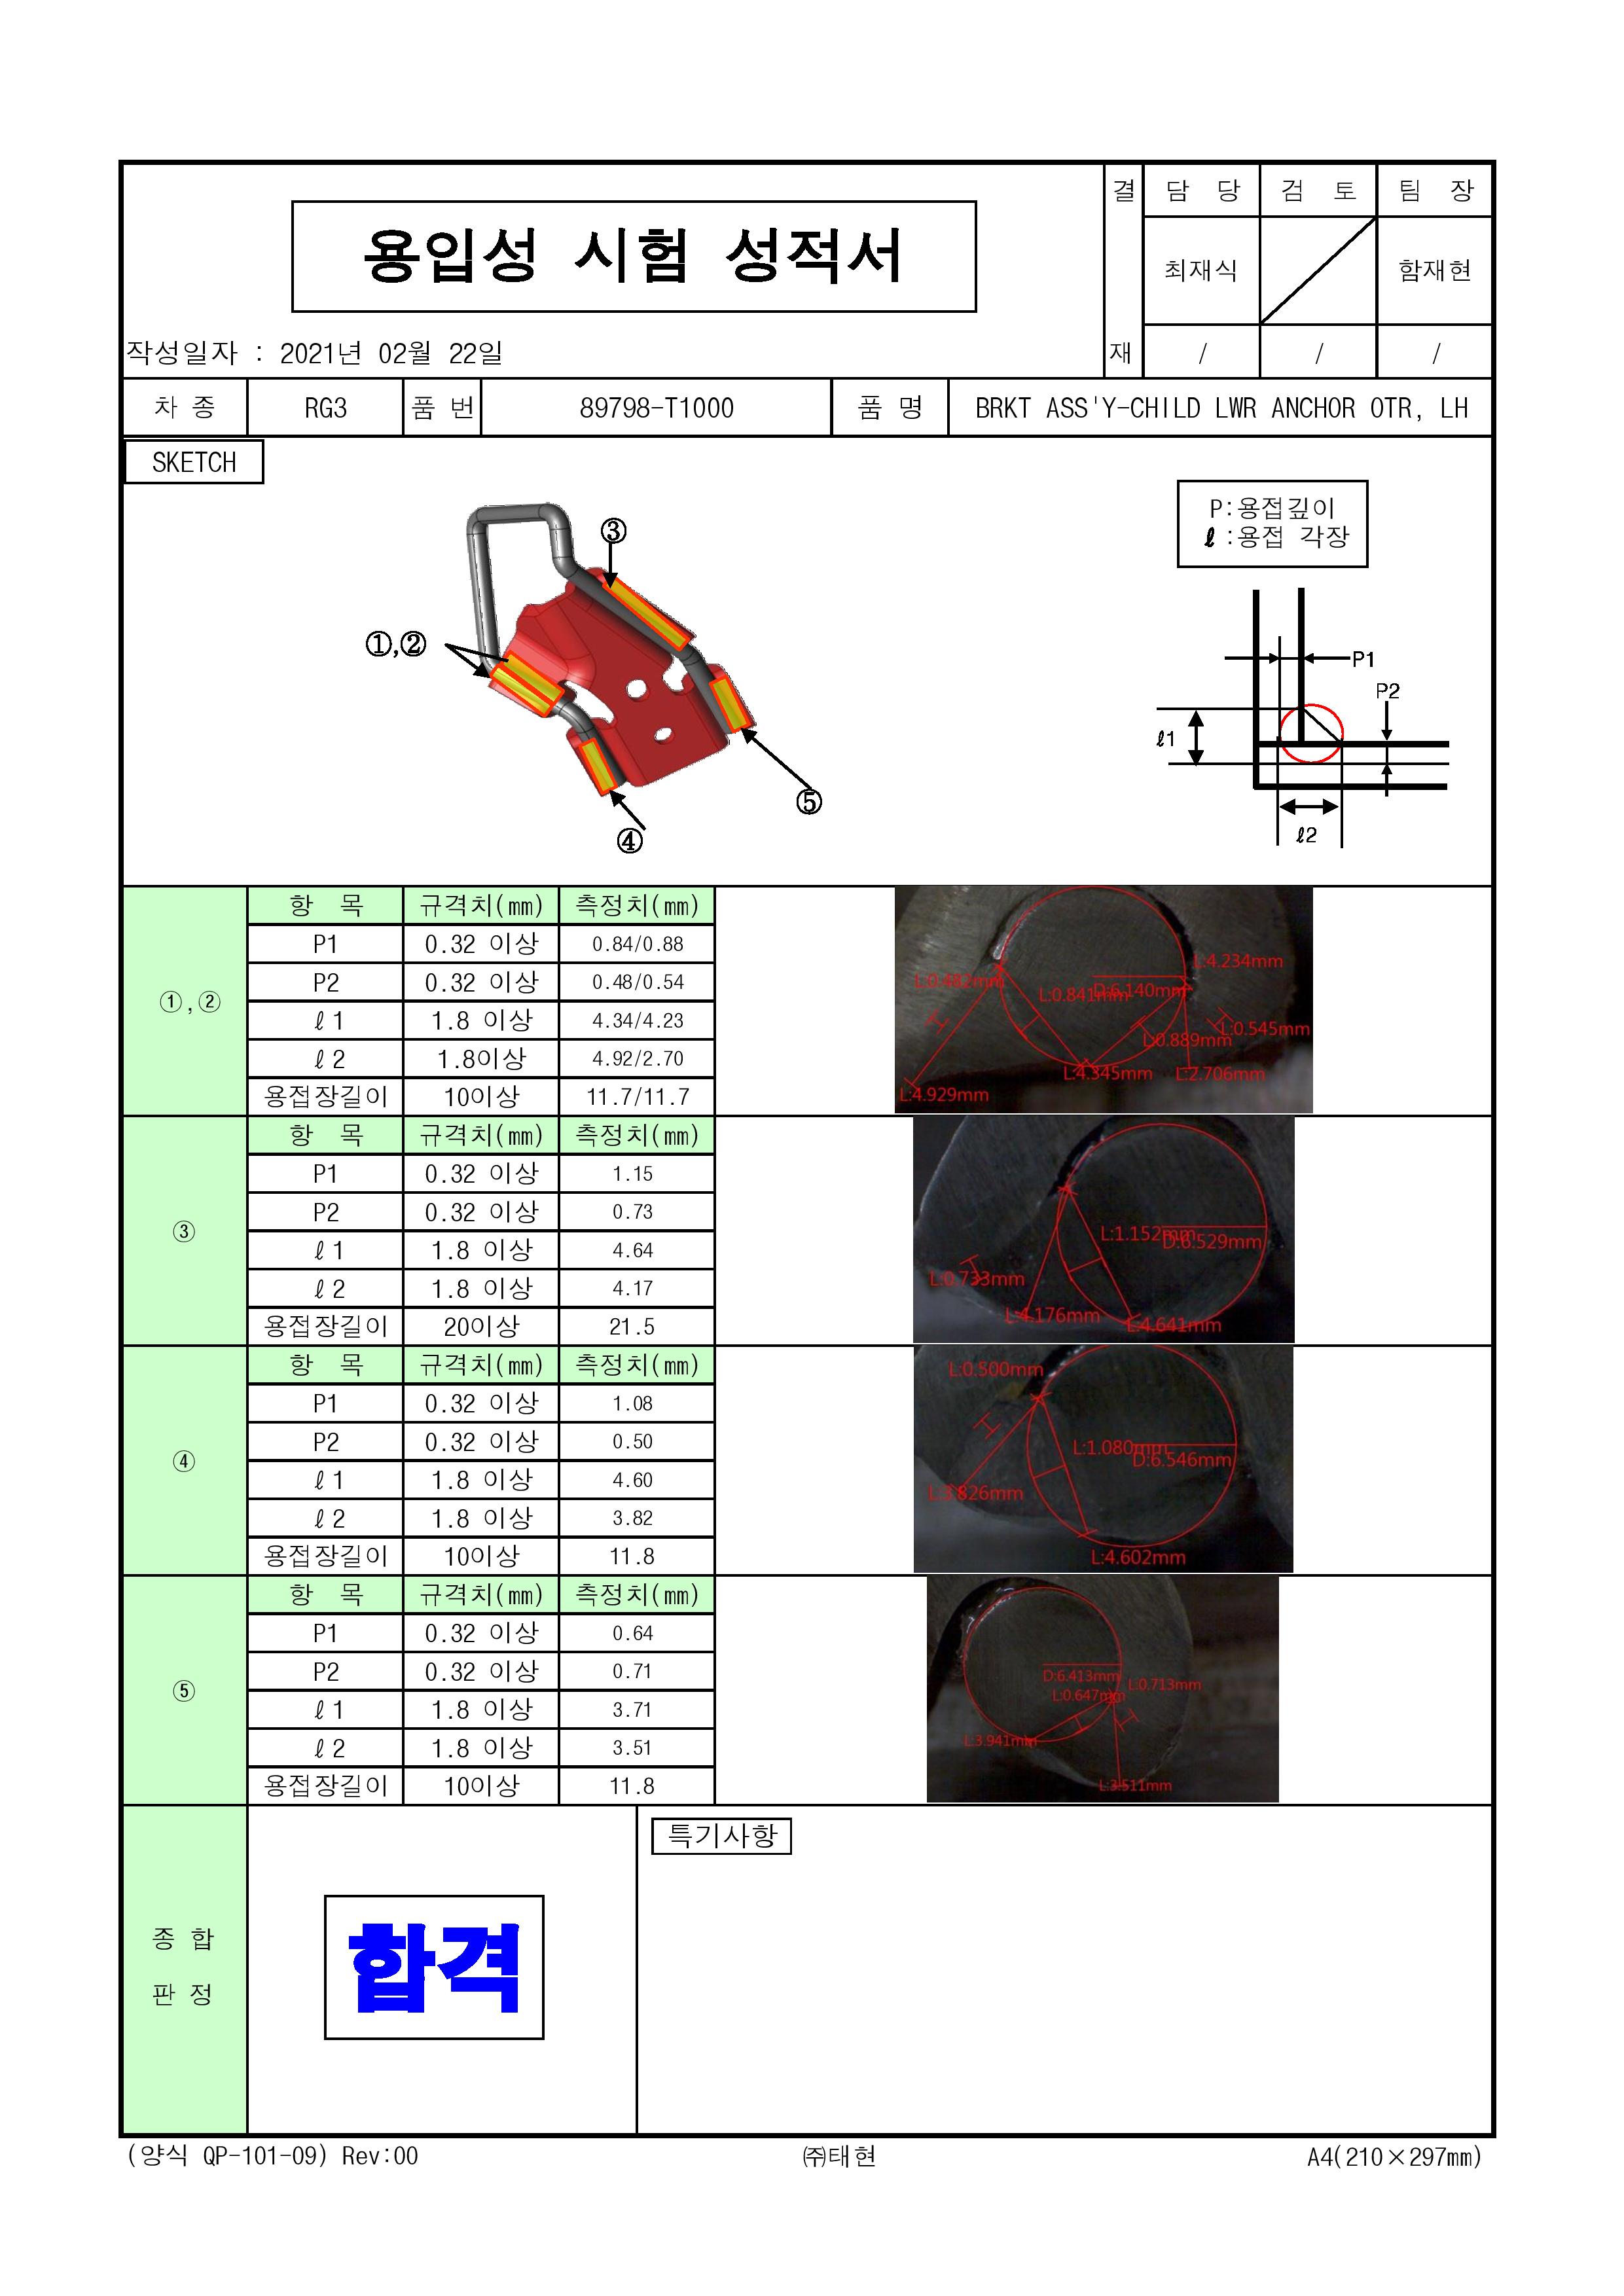 용입성 시험 성적서
결 재
담 당 검 토 팀 장
최재식 함재현
/ / /
작성일자 : 2021년 02월 22일
차 종 RG3 품 번 89798-T1000 품 명 BRKT ASS'Y-CHILD LWR ANCHOR OTR, LH
SKETCH
①,②
③
④
⑤
P:용접깊이
ℓ :용접 각장
P1
P2
ℓ1
ℓ2
①,②
항 목 규격치(㎜) 측정치(㎜)
P1 0.32 이상 0.84/0.88
P2 0.32 이상 0.48/0.54
ℓ1 1.8 이상 4.34/4.23
ℓ2 1.8이상 4.92/2.70
용접장길이 10이상 11.7/11.7
L:4.234mm
L:0.482mm
L:0.841mm
D:6.140mm
L:0.545mm
L:0.889mm
L:4.345mm
L:2.706mm
L:4.929mm
③
항 목 규격치(㎜) 측정치(㎜)
P1 0.32 이상 1.15
P2 0.32 이상 0.73
ℓ1 1.8 이상 4.64
ℓ2 1.8 이상 4.17
용접장길이 20이상 21.5
L:1.152mm
D:6.529mm
L:0.733mm
L:4.176mm
L:4.641mm
④
항 목 규격치(㎜) 측정치(㎜)
P1 0.32 이상 1.08
P2 0.32 이상 0.50
ℓ1 1.8 이상 4.60
ℓ2 1.8 이상 3.82
용접장길이 10이상 11.8
L:0.500mm
L:1.080mm
D:6.546mm
L:3.826mm
L:4.602mm
⑤
항 목 규격치(㎜) 측정치(㎜)
P1 0.32 이상 0.64
P2 0.32 이상 0.71
ℓ1 1.8 이상 3.71
ℓ2 1.8 이상 3.51
용접장길이 10이상 11.8
D:6.413mm
L:0.713mm
L:0.647mm
L:3.941mm
L:3.511mm
종 합
판 정
합격
특기사항
(양식 QP-101-09) Rev:00 ㈜태현 A4(210×297㎜)